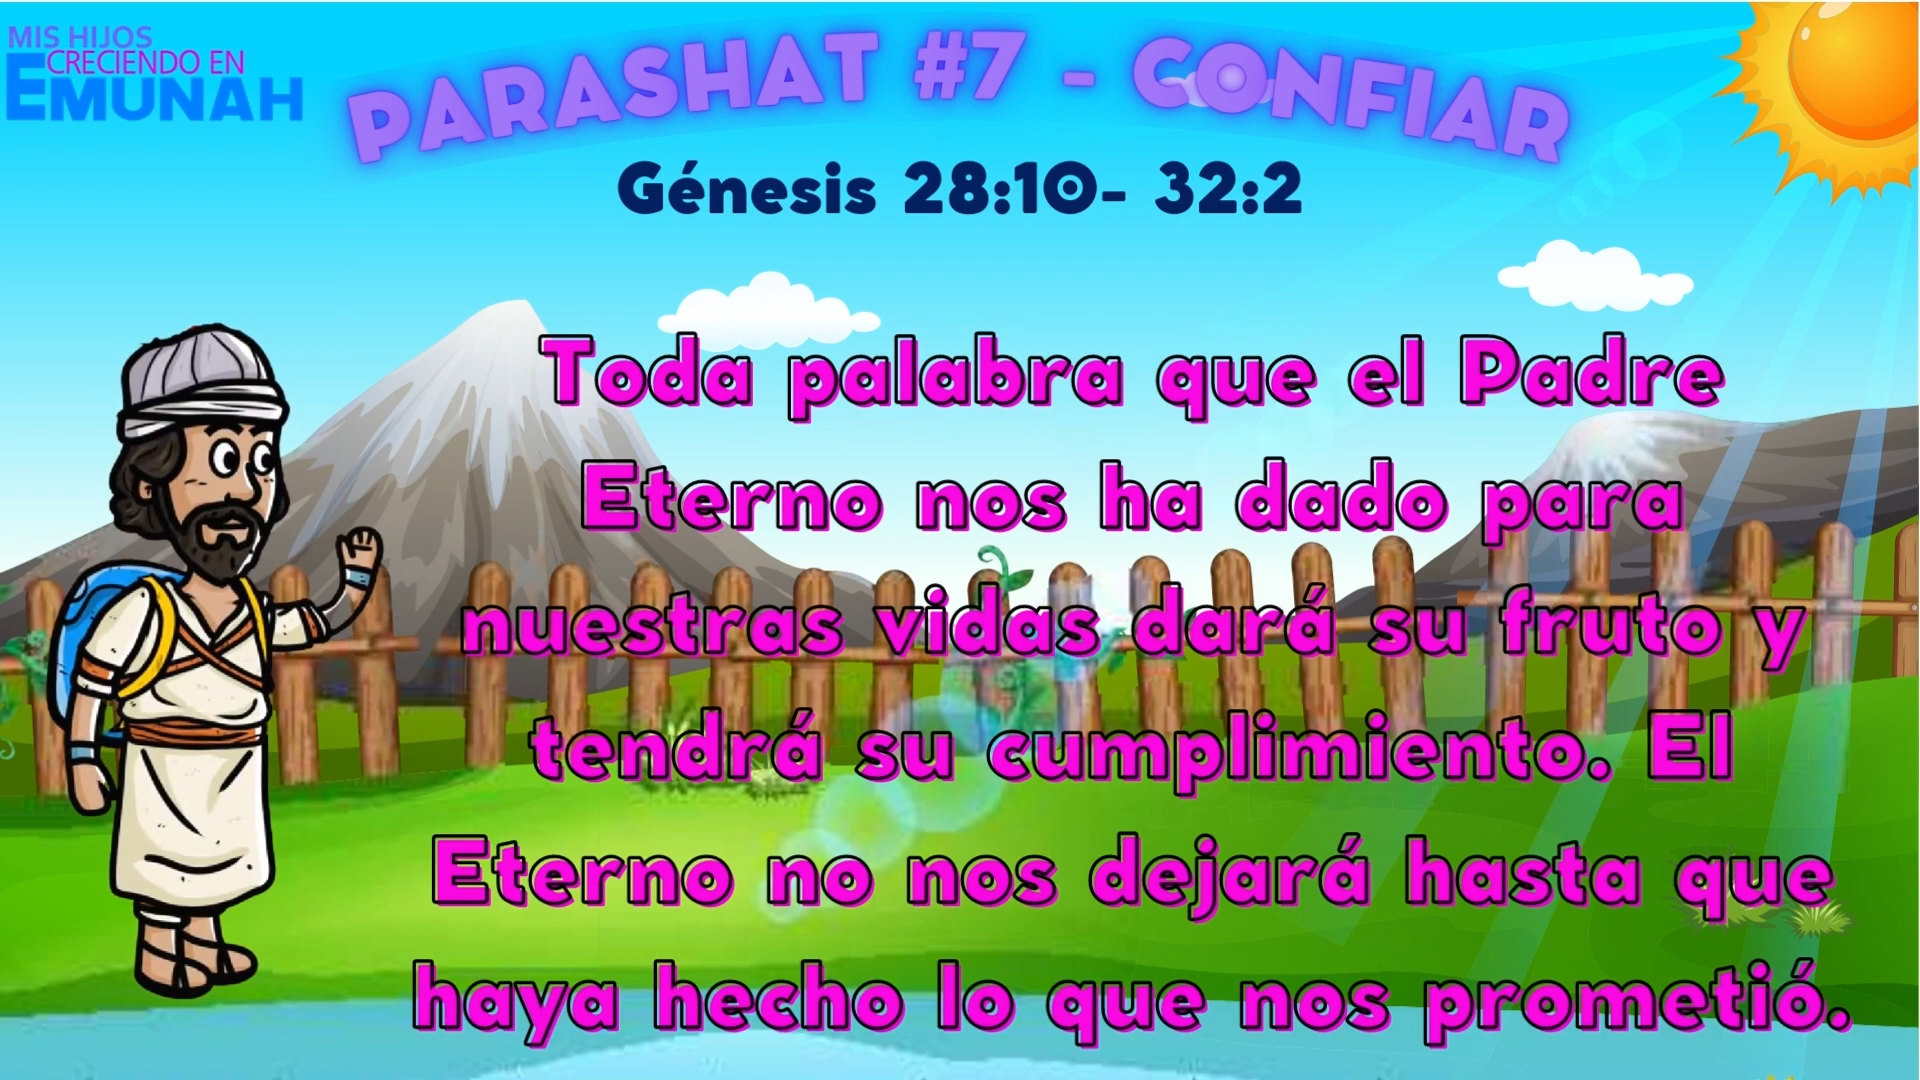 MIS HIJOS
CRECIENDO EN
EMUNAH
PARASHAT #7 - CONFIAR
Génesis 28:10- 32:2
Toda palabra que el Padre
Eterno nos ha dado para
nuestras vidas dará su fruto y
tendrá su cumplimiento. El
Eterno no nos dejará hasta que
haya hecho lo que nos prometió.